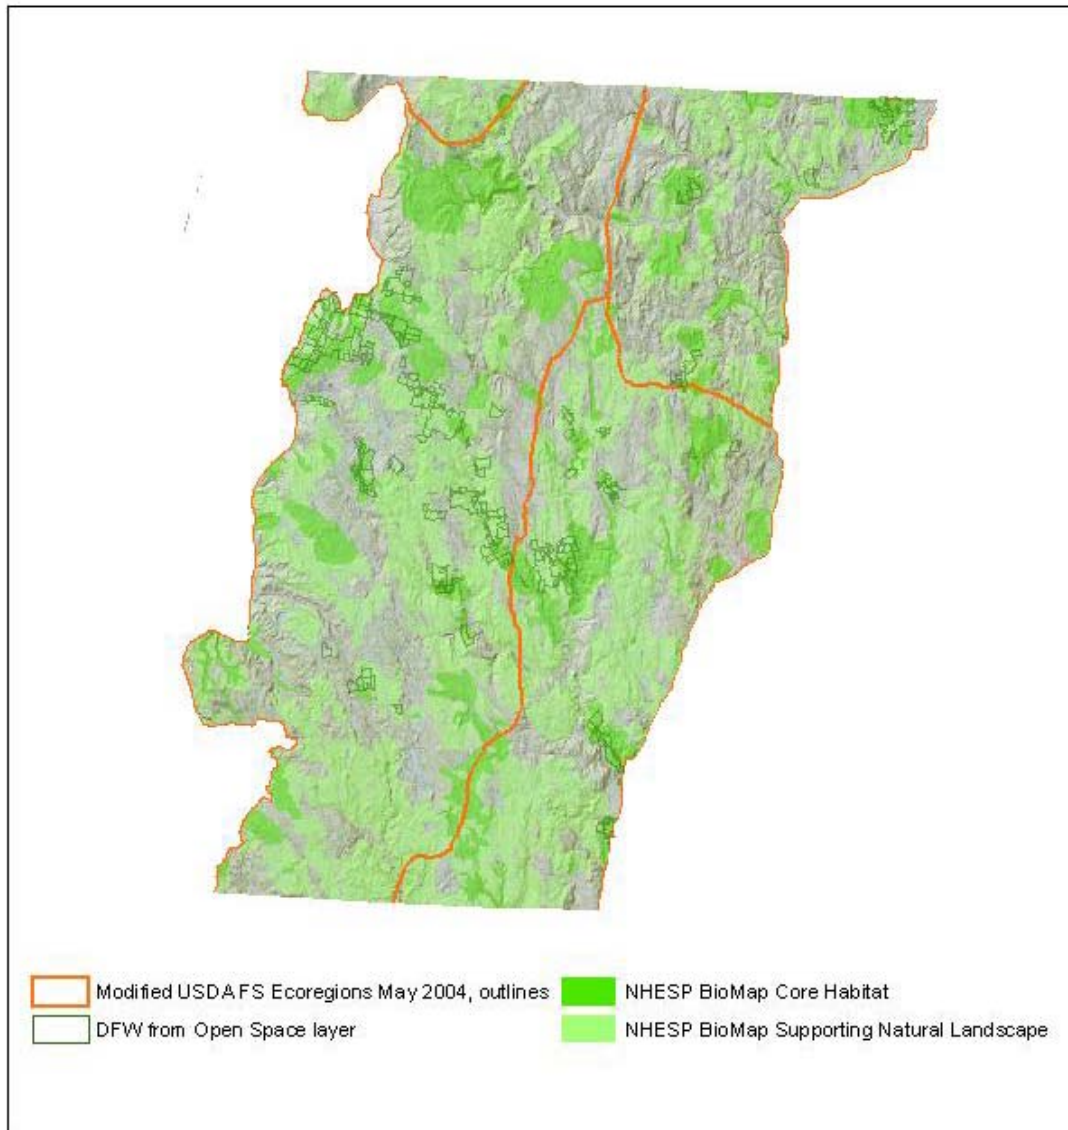 Modified USDA FS Ecoregions May 2004, outlines
DFW from Open Space layer
NHESP BioMap Core Habitat
NHESP BioMap Supporting Natural Landscape